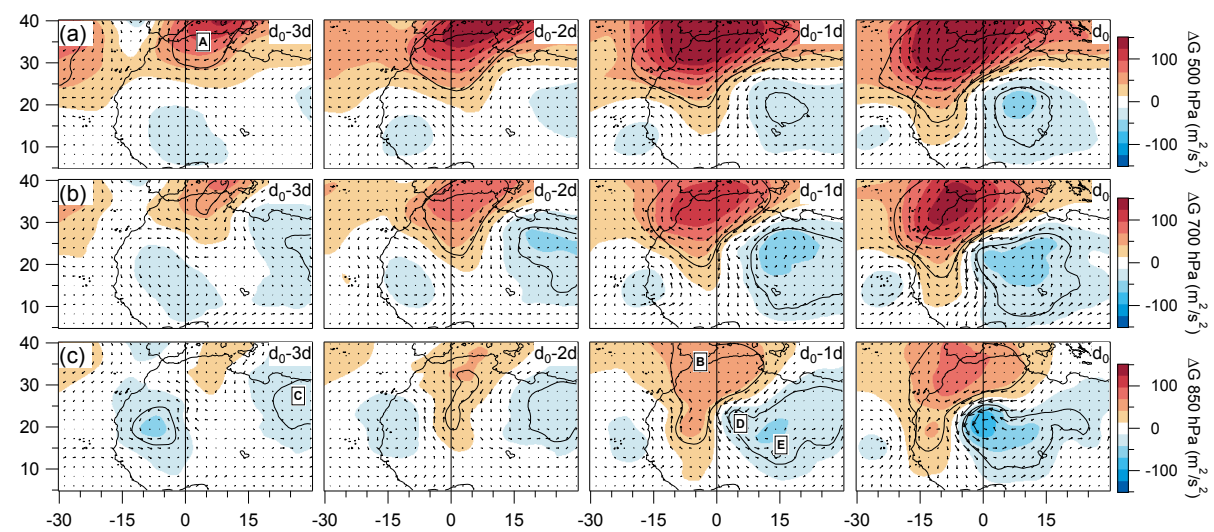 (a) d₀-3d d₀-2d d₀-1d d₀
A
40
30
20
10
100
0
-100
ΔG 500 hPa (m²/s²)
(b) d₀-3d d₀-2d d₀-1d d₀
40
30
20
10
100
0
-100
ΔG 700 hPa (m²/s²)
(c) d₀-3d d₀-2d d₀-1d d₀
B
C
D
E
40
30
20
10
100
0
-100
ΔG 850 hPa (m²/s²)
-30 -15 0 15 -30 -15 0 15 -30 -15 0 15 -30 -15 0 15